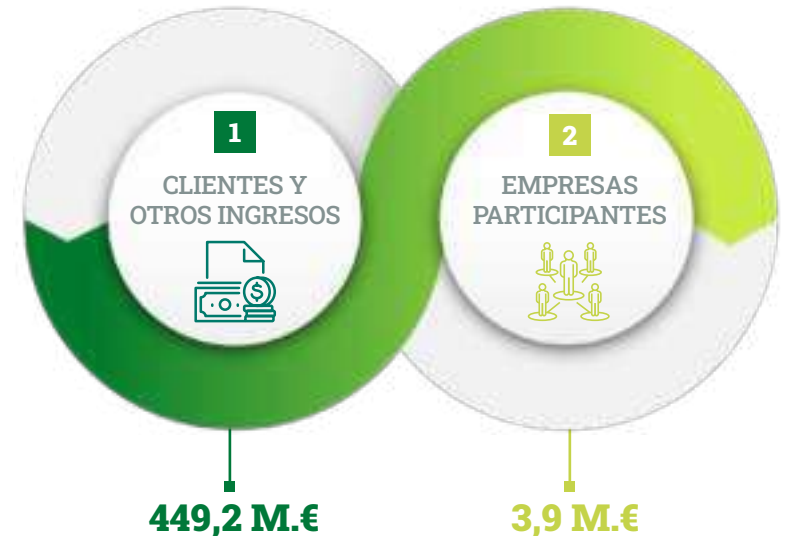 1
CLIENTES Y
OTROS INGRESOS
$
449,2 M.€
2
EMPRESAS
PARTICIPANTES
3,9 M.€